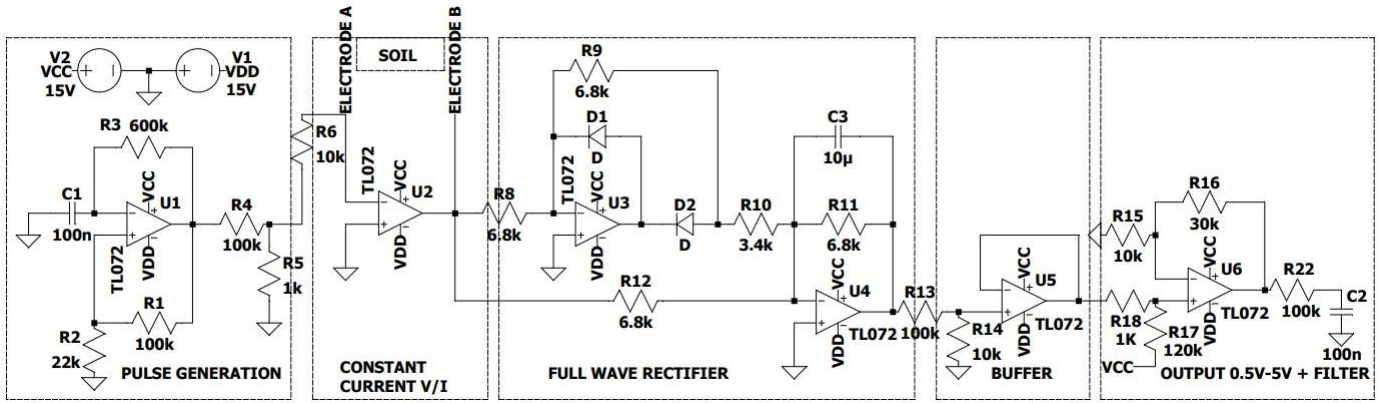 V2
VCC
15V
V1
VDD
15V
R3 600k
C1
100n
VCC
U1
TL072
VDD
R4
100k
R5
1k
R1
100k
R2
22k
PULSE GENERATION
R6
10k
ELECTRODE A
SOIL
ELECTRODE B
TL072
VCC
U2
VDD
CONSTANT
CURRENT V/I
R9
6.8k
D1
D
TL072
VCC
U3
VDD
R8
6.8k
D2
D
R10
3.4k
C3
10µ
R11
6.8k
R12
6.8k
VCC
U4
TL072
VDD
FULL WAVE RECTIFIER
R13
100k
R14
10k
VCC
U5
TL072
VDD
BUFFER
R15
10k
R16
30k
VCC
U6
TL072
VDD
R18
1K
R17
120k
VCC
R22
100k
C2
100n
OUTPUT 0.5V-5V + FILTER